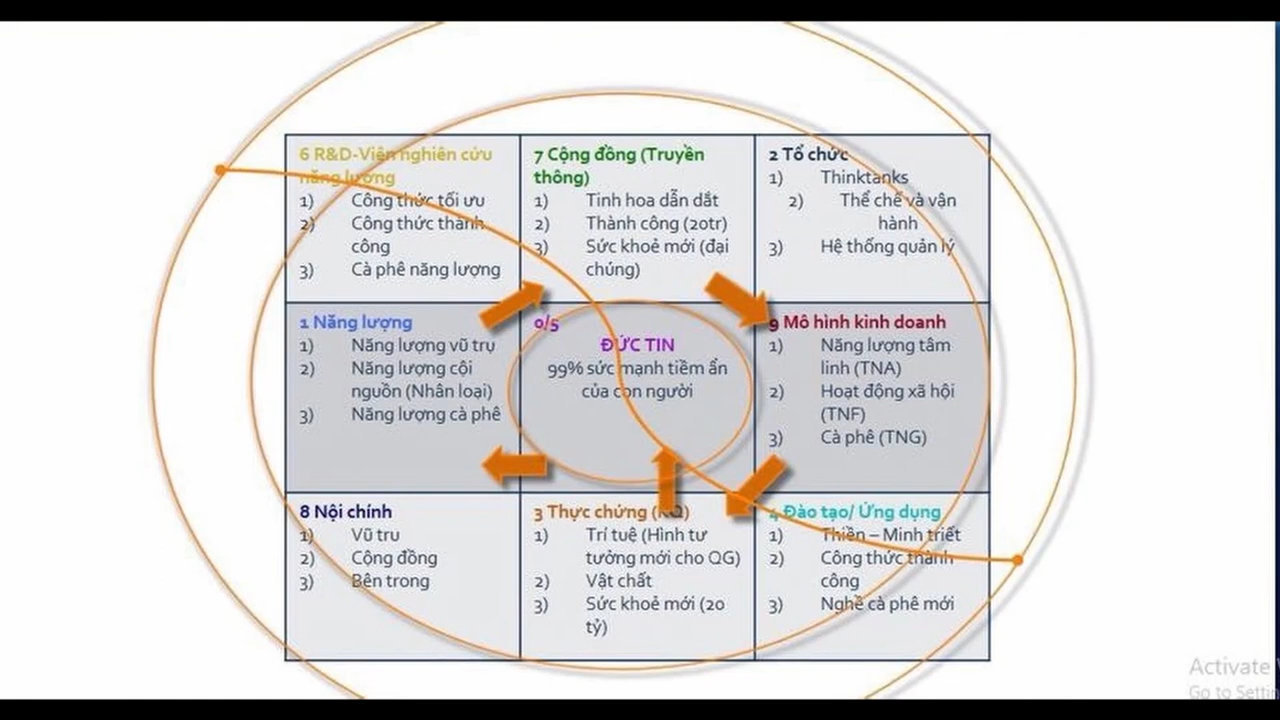 6 R&D-Viện nghiên cứu
năng lượng
1) Công thức tối ưu
2) Công thức thành
công
3) Cà phê năng lượng
7 Cộng đồng (Truyền
thông)
1) Tinh hoa dẫn dắt
2) Thành công (20tr)
3) Sức khoẻ mới (đại
chúng)
2 Tổ chức
1) Thinktanks
2) Thể chế và vận
hành
3) Hệ thống quản lý
1 Năng lượng
1) Năng lượng vũ trụ
2) Năng lượng cội
nguồn (Nhân loại)
3) Năng lượng cà phê
0/5
ĐỨC TIN
99% sức mạnh tiềm ẩn
của con người
9 Mô hình kinh doanh
1) Năng lượng tâm
linh (TNA)
2) Hoạt động xã hội
(TNF)
3) Cà phê (TNG)
8 Nội chính
1) Vũ trụ
2) Cộng đồng
3) Bên trong
3 Thực chứng (KQ)
1) Trí tuệ (Hình tư
tưởng mới cho QG)
2) Vật chất
3) Sức khoẻ mới (20
tỷ)
4 Đào tạo/ Ứng dụng
1) Thiền – Minh triết
2) Công thức thành
công
3) Nghề cà phê mới
Activate
Go to Settin